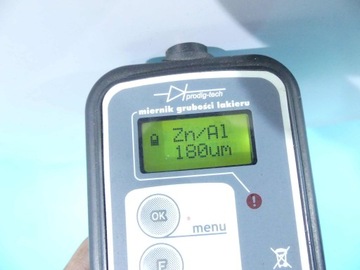 prodig-tech
miernik grubości lakieru
Zn/Al
180um
!
OK
menu
F